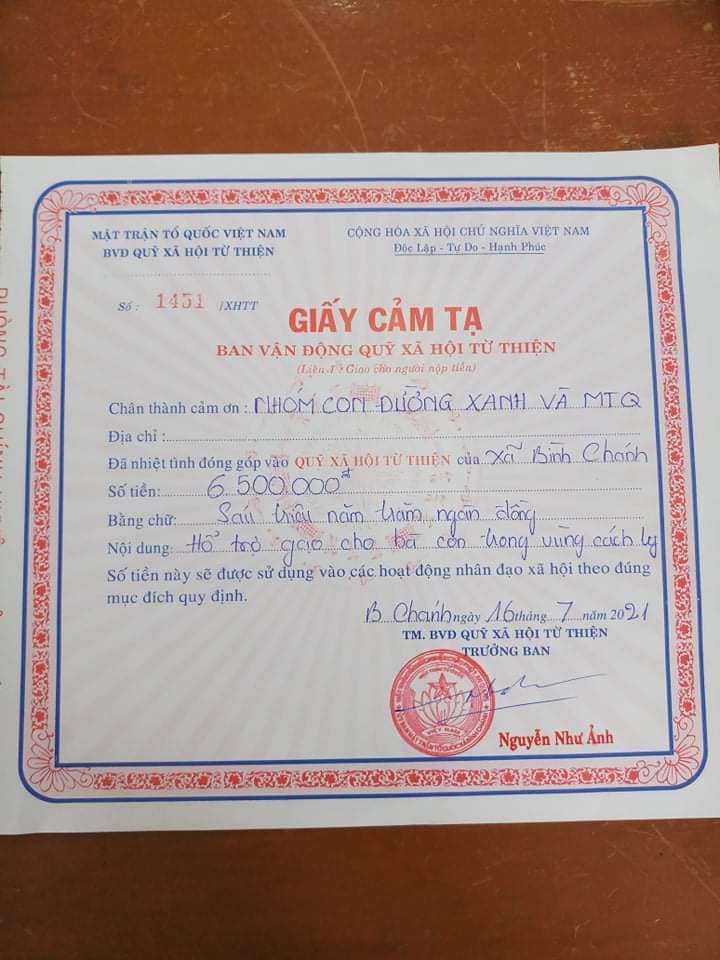 MẶT TRẬN TỔ QUỐC VIỆT NAM
BVĐ QUỸ XÃ HỘI TỪ THIỆN
CỘNG HÒA XÃ HỘI CHỦ NGHĨA VIỆT NAM
Độc Lập - Tự Do - Hạnh Phúc
Số: 1451 /XHTT
GIẤY CẢM TẠ
BAN VẬN ĐỘNG QUỸ XÃ HỘI TỪ THIỆN
(Liên 1: Giao cho người nộp tiền)
Chân thành cảm ơn: NHÓM CON ĐƯỜNG XANH VÀ MTQ
Địa chỉ:
Đã nhiệt tình đóng góp vào QUỸ XÃ HỘI TỪ THIỆN của xã Bình Chánh
Số tiền: 6.500.000đ
Bằng chữ: Sáu triệu năm trăm ngàn đồng
Nội dung: Hổ trợ gạo cho bà con trong vùng cách ly
Số tiền này sẽ được sử dụng vào các hoạt động nhân đạo xã hội theo đúng
mục đích quy định.
B Chánh ngày 16 tháng 7 năm 2021
TM. BVĐ QUỸ XÃ HỘI TỪ THIỆN
TRƯỞNG BAN
VIỆT NAM
Nguyễn Như Ảnh